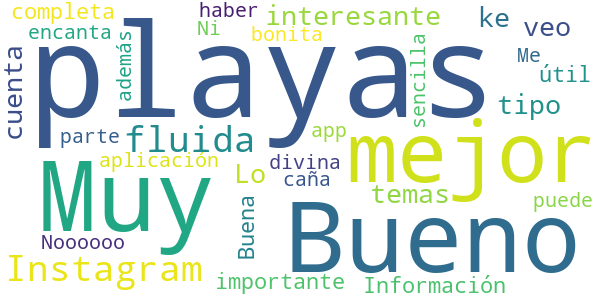 completa
haber
Ni
interesante
ke
veo
encanta
bonita
además
playas
sencilla
Me
útil
cuenta
tipo
parte
fluida
app
mejor
aplicación
divina
Lo
caña
temas
puede
Muy
Buena
Bueno
Noooooo
Instagram
importante
Información